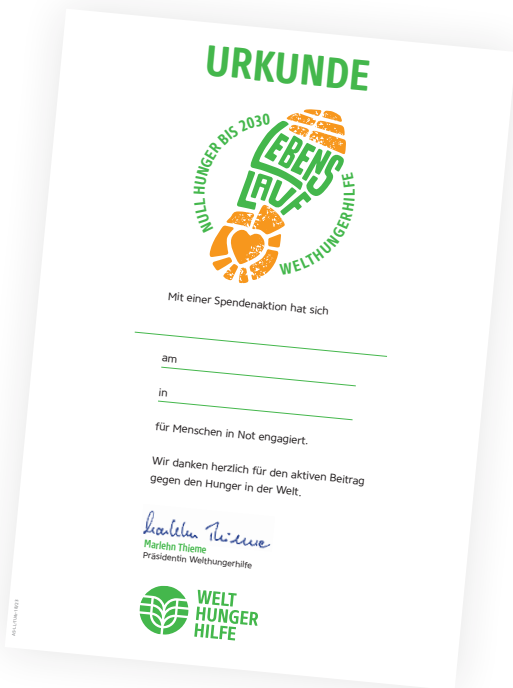 URKUNDE
NULL HUNGER BIS 2030
LEBENS
LAUF
WELTHUNGERHILFE
Mit einer Spendenaktion hat sich
am
in
für Menschen in Not engagiert.
Wir danken herzlich für den aktiven Beitrag
gegen den Hunger in der Welt.
Marlehn Thieme
Marlehn Thieme
Präsidentin Welthungerhilfe
WELT
HUNGER
HILFE